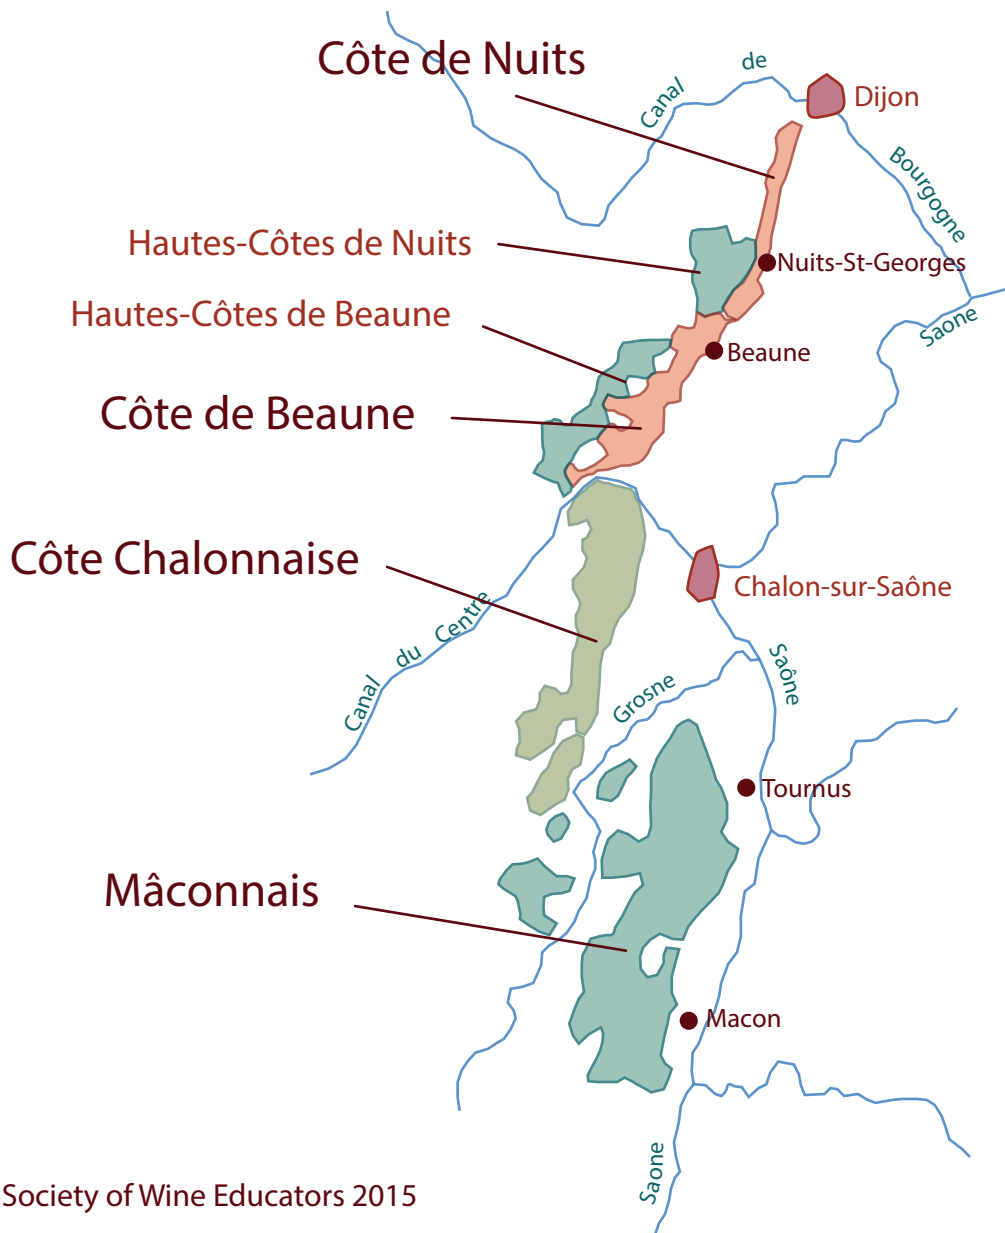 Côte de Nuits
Canal de Bourgogne
Dijon
Hautes-Côtes de Nuits
Nuits-St-Georges
Hautes-Côtes de Beaune
Saone
Beaune
Côte de Beaune
Côte Chalonnaise
Chalon-sur-Saône
Canal du Centre
Grosne
Saône
Tournus
Mâconnais
Macon
Saone
Society of Wine Educators 2015